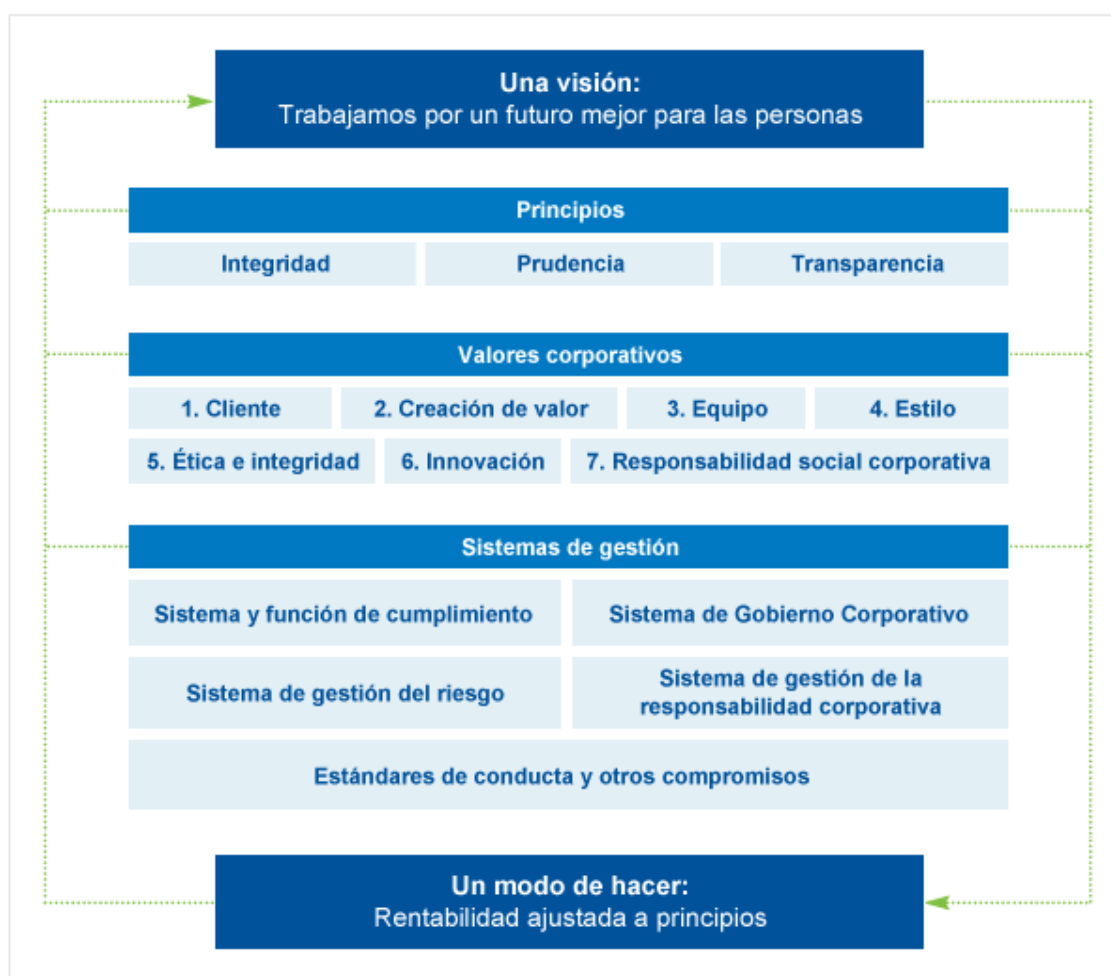 Una visión:
Trabajamos por un futuro mejor para las personas
Principios
Integridad
Prudencia
Transparencia
Valores corporativos
1. Cliente
2. Creación de valor
3. Equipo
4. Estilo
5. Ética e integridad
6. Innovación
7. Responsabilidad social corporativa
Sistemas de gestión
Sistema y función de cumplimiento
Sistema de Gobierno Corporativo
Sistema de gestión del riesgo
Sistema de gestión de la
responsabilidad corporativa
Estándares de conducta y otros compromisos
Un modo de hacer:
Rentabilidad ajustada a principios